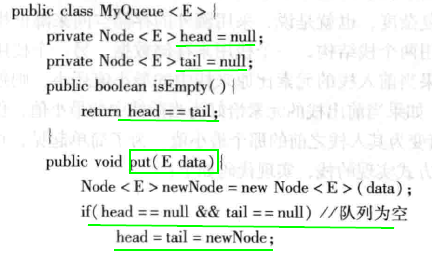 public class MyQueue < E > {
private Node < E > head = null;
private Node < E > tail = null;
public boolean isEmpty( ) {
return head == tail;
}
public void put( E data) {
Node < E > newNode = new Node < E > ( data);
if( head == null && tail == null) //队列为空
head = tail = newNode;